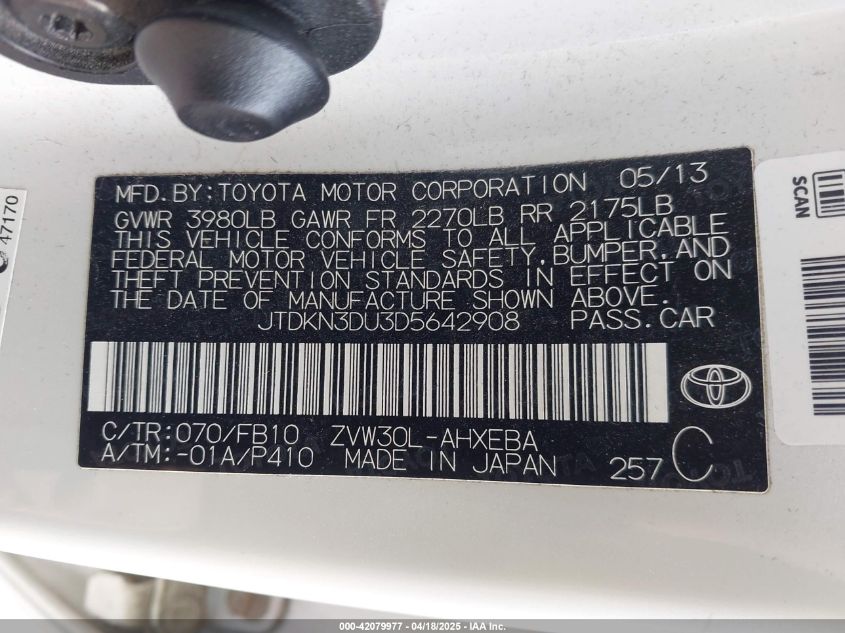 MFD.BY:TOYOTA MOTOR CORPORATION 05/13
GVWR 3980LB GAWR FR 2270LB RR 2175LB
THIS VEHICLE CONFORMS TO ALL APPLICABLE
FEDERAL MOTOR VEHICLE SAFETY,BUMPER,AND
THEFT PREVENTION STANDARDS IN EFFECT ON
THE DATE OF MANUFACTURE SHOWN ABOVE.
JTDKN3DU3D5642908 PASS.CAR
C/TR:070/FB10 ZVW30L-AHXEBA
A/TM:-01A/P410 MADE IN JAPAN 257 C
47170
SCAN
000-42079977 - 04/18/2025 - IAA Inc.